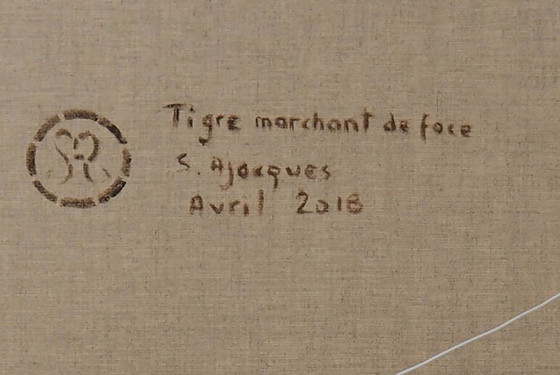 Tigre marchant de face
S. Ajacques
Avril 2018